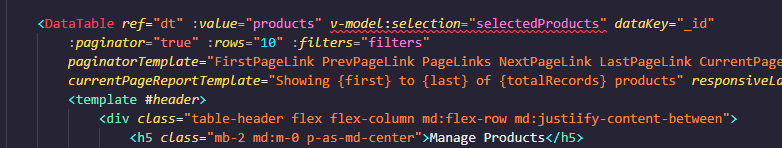 <DataTable ref="dt" :value="products" v-model:selection="selectedProducts" dataKey="_id"
:paginator="true" :rows="10" :filters="filters"
paginatorTemplate="FirstPageLink PrevPageLink PageLinks NextPageLink LastPageLink CurrentPage
currentPageReportTemplate="Showing {first} to {last} of {totalRecords} products" responsiveLa
<template #header>
<div class="table-header flex flex-column md:flex-row md:justiify-content-between">
<h5 class="mb-2 md:m-0 p-as-md-center">Manage Products</h5>